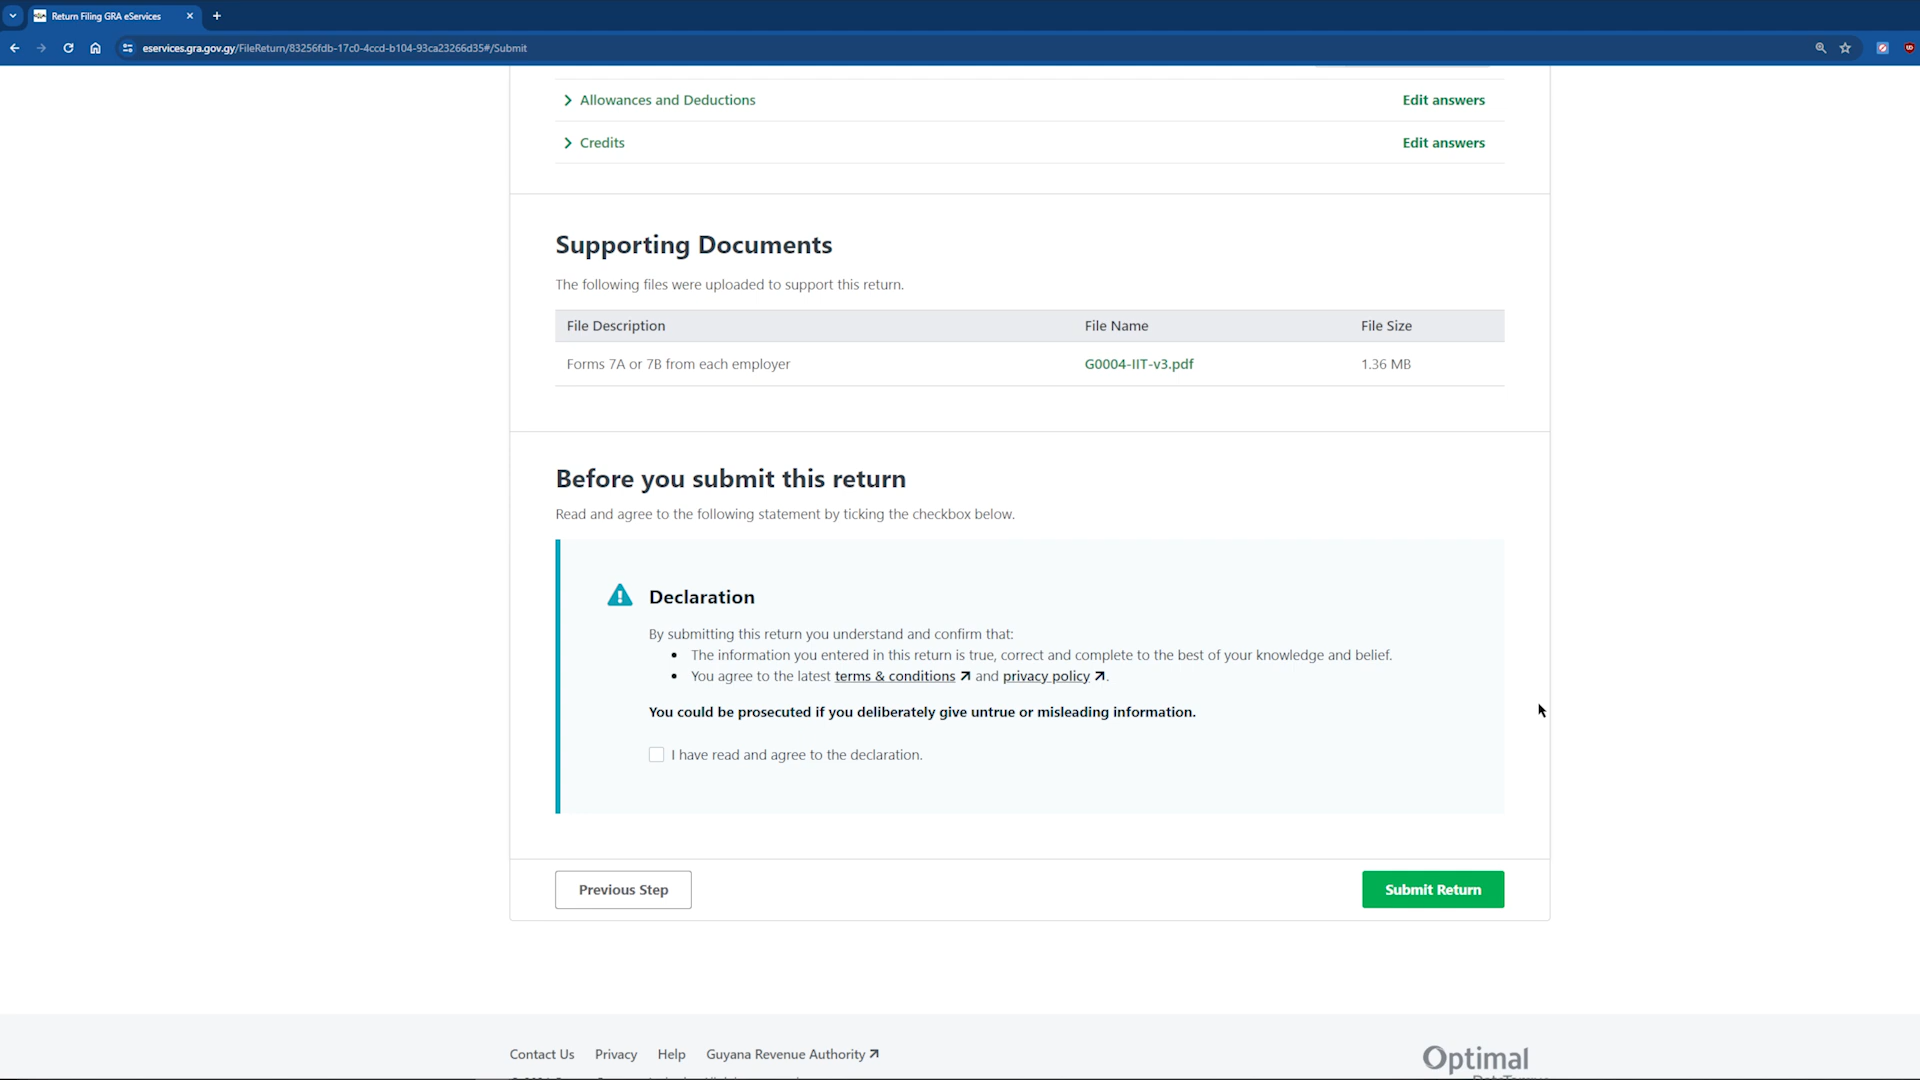 Return Filing GRA eServices
eservices.gra.gov.gy/FileReturn/83256fdb-17c0-4ccd-b104-93ca23266d35#/Submit
Allowances and Deductions Edit answers
Credits Edit answers
Supporting Documents
The following files were uploaded to support this return.
File Description File Name File Size
Forms 7A or 7B from each employer G0004-IIT-v3.pdf 1.36 MB
Before you submit this return
Read and agree to the following statement by ticking the checkbox below.
Declaration
By submitting this return you understand and confirm that:
• The information you entered in this return is true, correct and complete to the best of your knowledge and belief.
• You agree to the latest terms & conditions and privacy policy .
You could be prosecuted if you deliberately give untrue or misleading information.
I have read and agree to the declaration.
Previous Step Submit Return
Contact Us Privacy Help Guyana Revenue Authority
Optimal